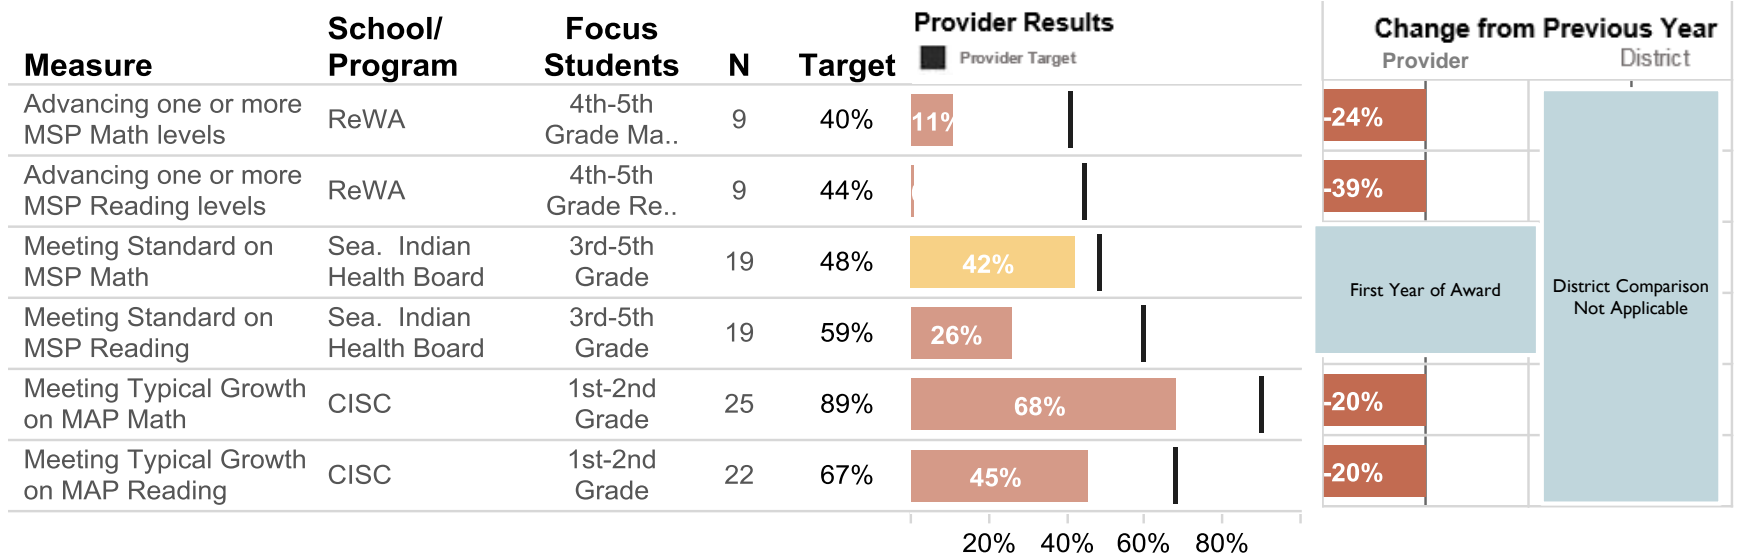 Measure
School/
Program
Focus
Students
N
Target
Provider Results
Provider Target
Change from Previous Year
Provider
District
Advancing one or more
MSP Math levels
ReWA
4th-5th
Grade Ma..
9
40%
11%
-24%
Advancing one or more
MSP Reading levels
ReWA
4th-5th
Grade Re..
9
44%
-39%
Meeting Standard on
MSP Math
Sea.  Indian
Health Board
3rd-5th
Grade
19
48%
42%
First Year of Award
District Comparison
Not Applicable
Meeting Standard on
MSP Reading
Sea.  Indian
Health Board
3rd-5th
Grade
19
59%
26%
Meeting Typical Growth
on MAP Math
CISC
1st-2nd
Grade
25
89%
68%
-20%
Meeting Typical Growth
on MAP Reading
CISC
1st-2nd
Grade
22
67%
45%
-20%
20% 40% 60% 80%